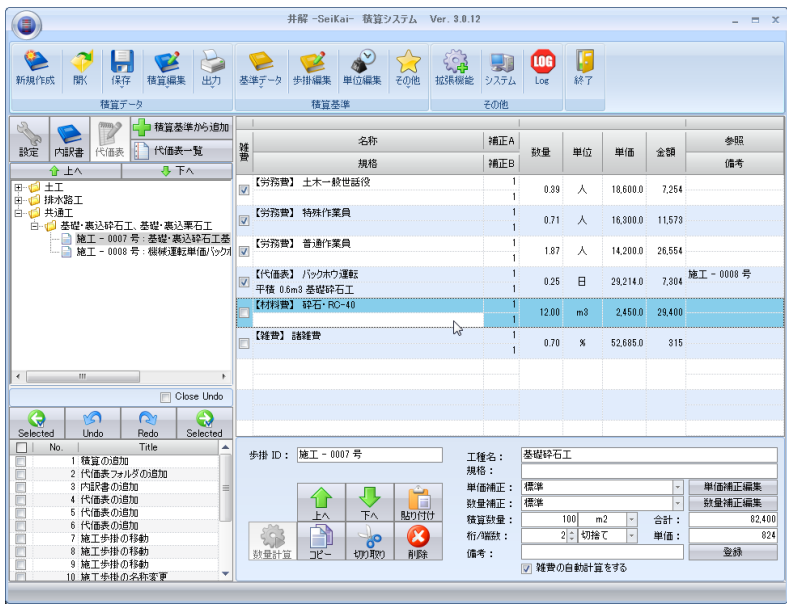 井解 -SeiKai- 積算システム Ver. 3.0.12
新規作成 開く 保存 積算編集 出力 基準データ 歩掛編集 単位編集 その他 拡張機能 システム LOG Log 終了
積算データ 積算基準 その他
設定 内訳書 代価表 積算基準から追加
代価表一覧
上へ 下へ
土工
排水路工
共通工
基礎・裏込砕石工、基礎・裏込栗石工
施工 - 0007 号:基礎・裏込砕石工基
施工 - 0008 号:機械運転単価バックホ
Close Undo
Selected Undo Redo Selected
No. Title
1 積算の追加
2 代価表フォルダの追加
3 内訳書の追加
4 代価表の追加
5 代価表の追加
6 代価表の追加
7 施工歩掛の移動
8 施工歩掛の移動
9 施工歩掛の移動
10 施工歩掛の名称変更
雑費 名称 補正A 数量 単位 単価 金額 参照
規格 補正B 備考
【労務費】 土木一般世話役 1
1 0.39 人 18,600.0 7,254
【労務費】 特殊作業員 1
1 0.71 人 16,300.0 11,573
【労務費】 普通作業員 1
1 1.87 人 14,200.0 26,554
【代価表】 バックホウ運転 1 施工 - 0008 号
平積 0.6m3 基礎砕石工 1 0.25 日 29,214.0 7,304
【材料費】 砕石・RC-40 1
1 12.00 m3 2,450.0 29,400
【雑費】 諸雑費 1
1 0.70 % 52,685.0 315
歩掛 ID: 施工 - 0007 号
上へ 下へ 貼り付け
数量計算 コピー 切り取り 削除
工種名: 基礎砕石工
規格:
単価補正: 標準 単価補正編集
数量補正: 標準 数量補正編集
積算数量: 100 m2 合計: 82,400
桁/端数: 2 切捨て 単価: 824
備考: 登録
雑費の自動計算をする